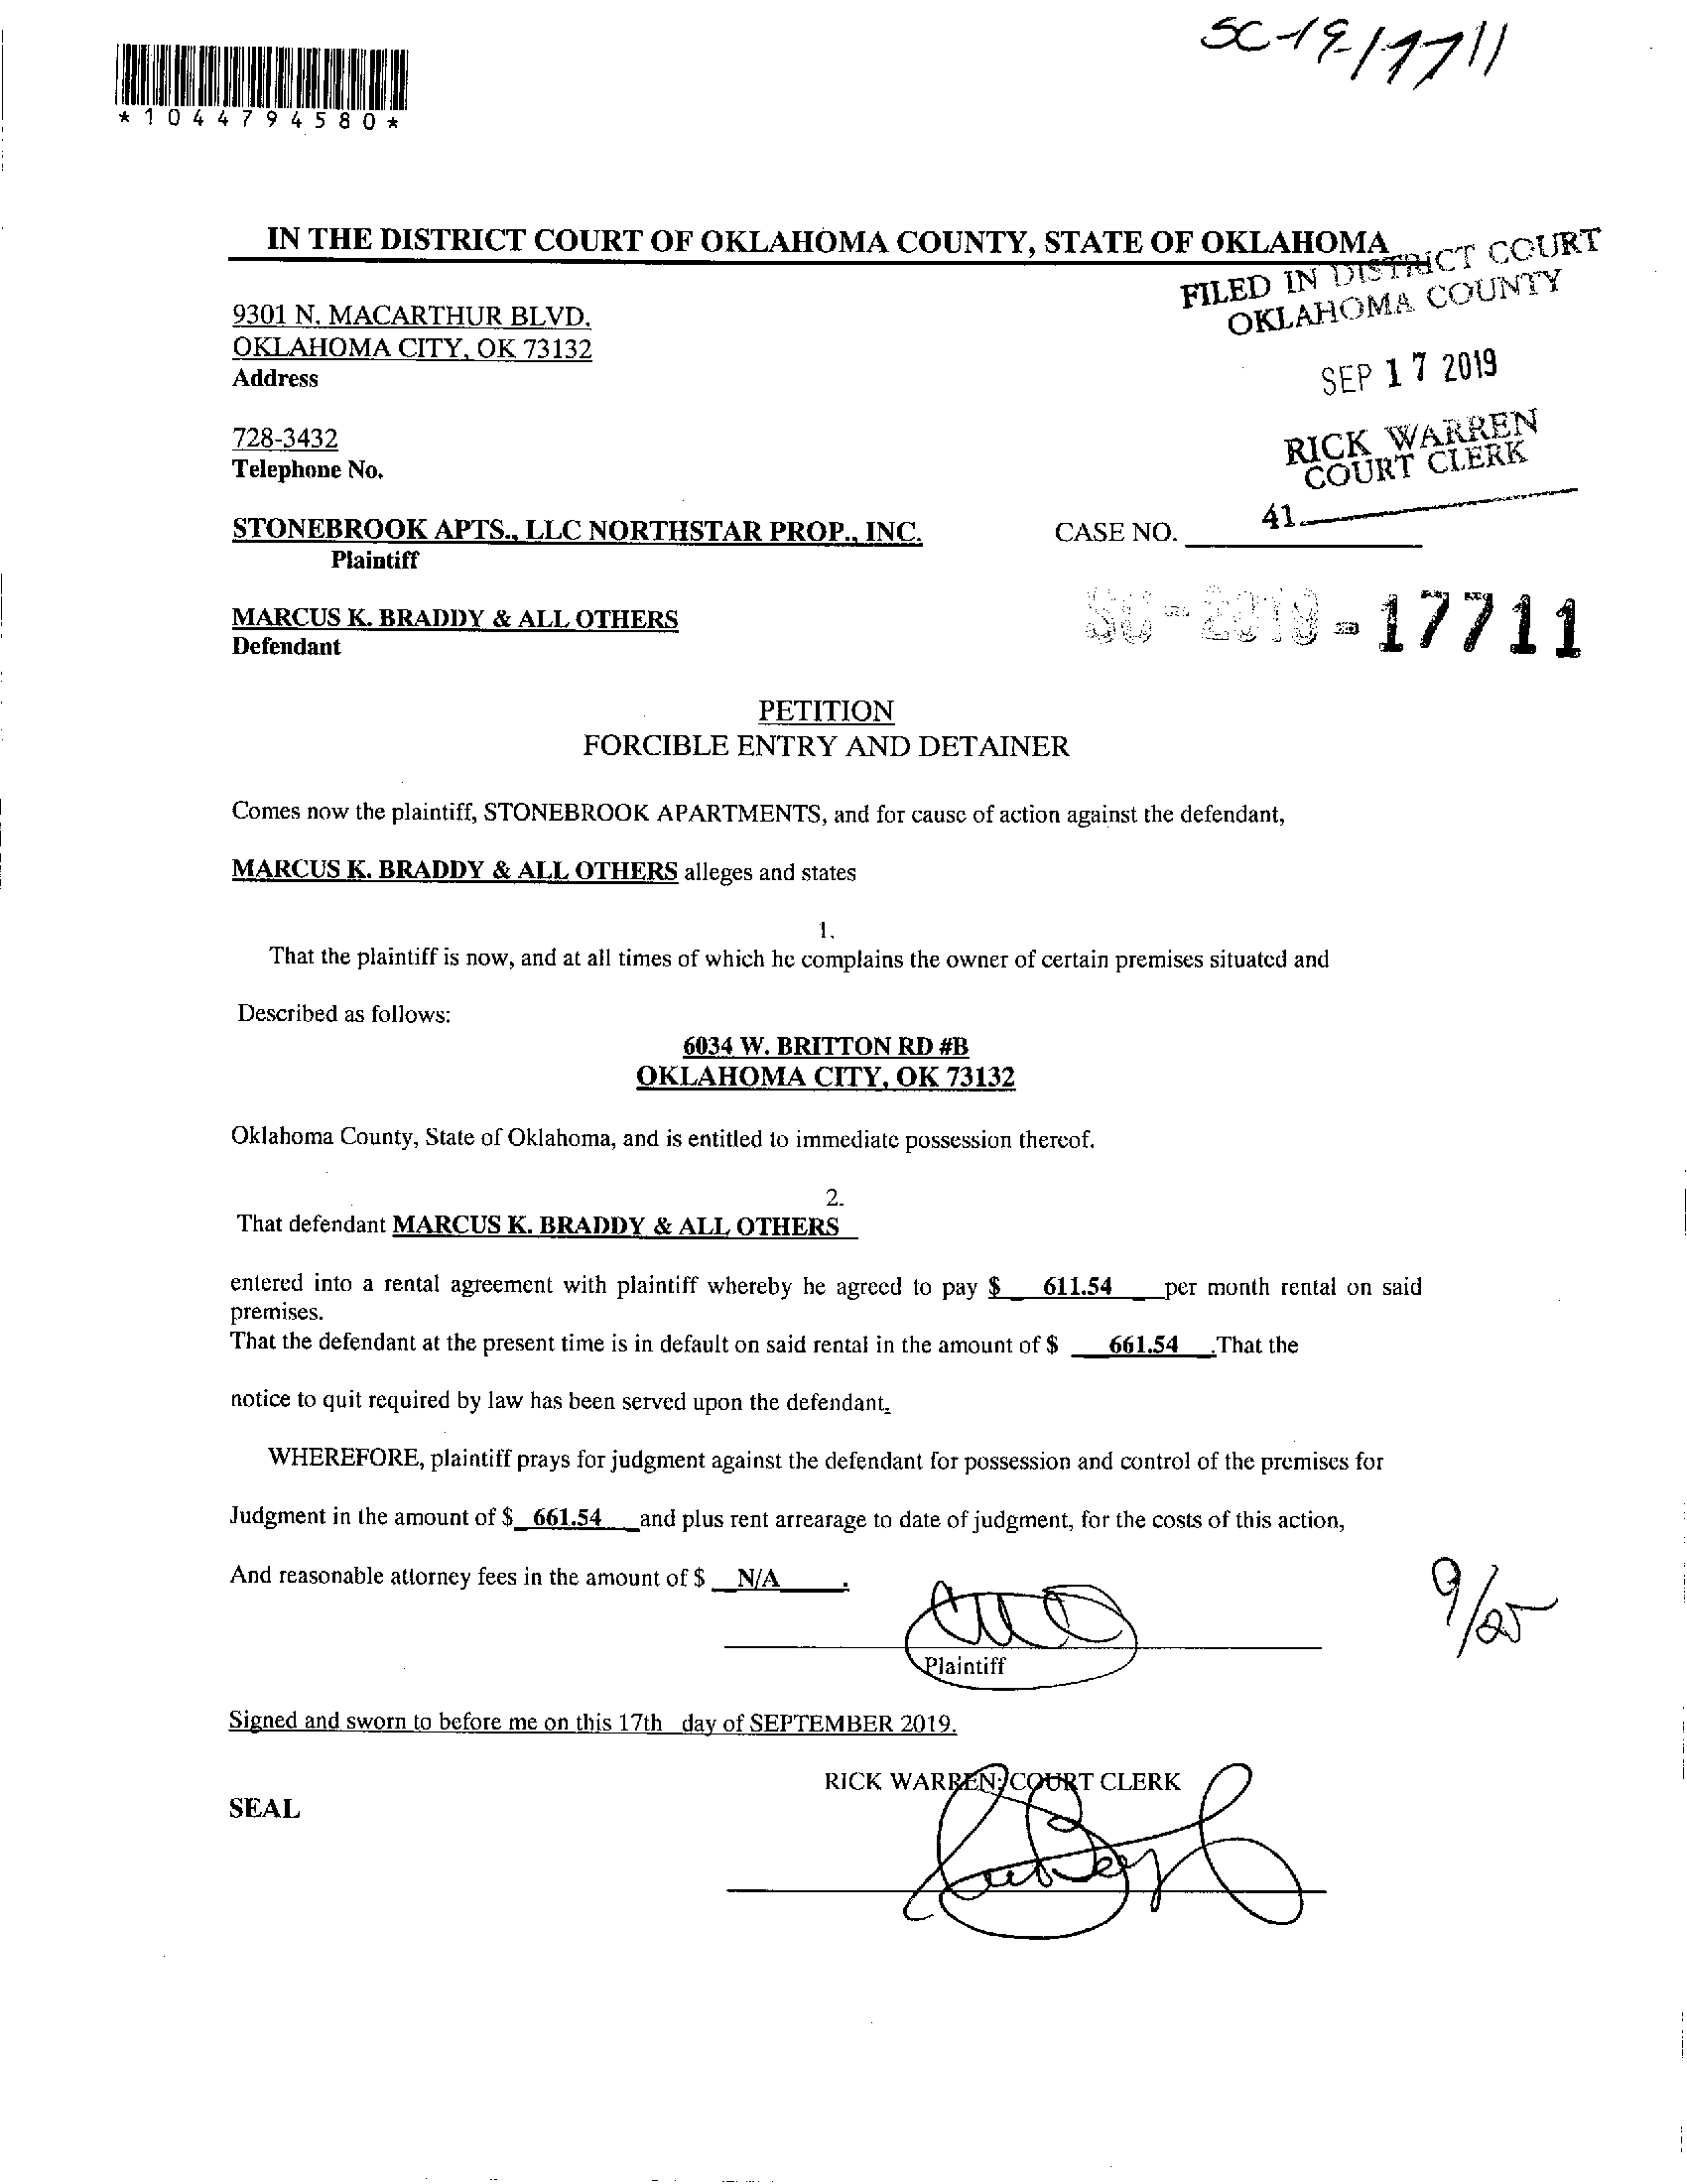 SC-19-17711
*1044794580*
IN THE DISTRICT COURT OF OKLAHOMA COUNTY, STATE OF OKLAHOMA
FILED IN DISTRICT COURT
OKLAHOMA COUNTY
9301 N. MACARTHUR BLVD.
OKLAHOMA CITY, OK 73132
Address
SEP 17 2019
728-3432
Telephone No.
RICK WARREN
COURT CLERK
41
STONEBROOK APTS., LLC NORTHSTAR PROP., INC.
CASE NO.
Plaintiff
SC-2019-17711
MARCUS K. BRADDY & ALL OTHERS
Defendant
PETITION
FORCIBLE ENTRY AND DETAINER
Comes now the plaintiff, STONEBROOK APARTMENTS, and for cause of action against the defendant,
MARCUS K. BRADDY & ALL OTHERS alleges and states
1.
That the plaintiff is now, and at all times of which he complains the owner of certain premises situated and
Described as follows:
6034 W. BRITTON RD #B
OKLAHOMA CITY, OK 73132
Oklahoma County, State of Oklahoma, and is entitled to immediate possession thereof.
2.
That defendant MARCUS K. BRADDY & ALL OTHERS
entered into a rental agreement with plaintiff whereby he agreed to pay $ 611.54 per month rental on said
premises.
That the defendant at the present time is in default on said rental in the amount of $ 661.54 .That the
notice to quit required by law has been served upon the defendant.
WHEREFORE, plaintiff prays for judgment against the defendant for possession and control of the premises for
Judgment in the amount of $ 661.54 and plus rent arrearage to date of judgment, for the costs of this action,
And reasonable attorney fees in the amount of $ N/A .
9/25
Plaintiff
Signed and sworn to before me on this 17th day of SEPTEMBER 2019.
RICK WARREN, COURT CLERK
SEAL